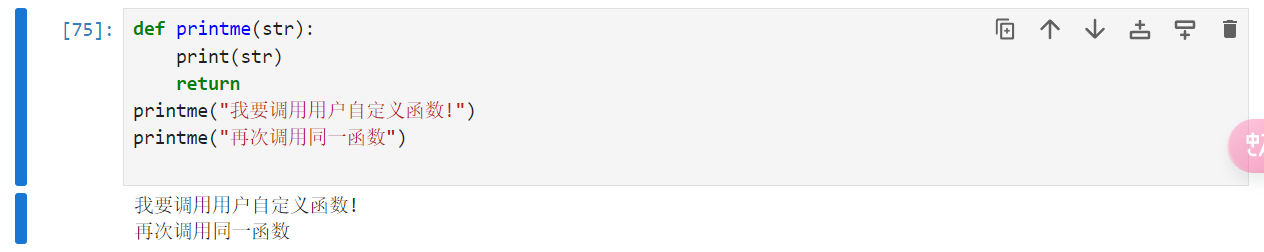 [75]: def printme(str):
    print(str)
    return
printme("我要调用用户自定义函数!")
printme("再次调用同一函数")
我要调用用户自定义函数!
再次调用同一函数